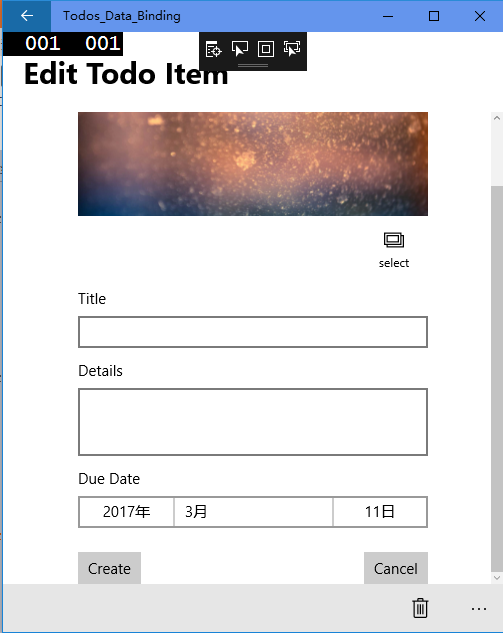 Todos_Data_Binding
001 001
Edit Todo Item
select
Title
Details
Due Date
2017年 3月 11日
Create Cancel